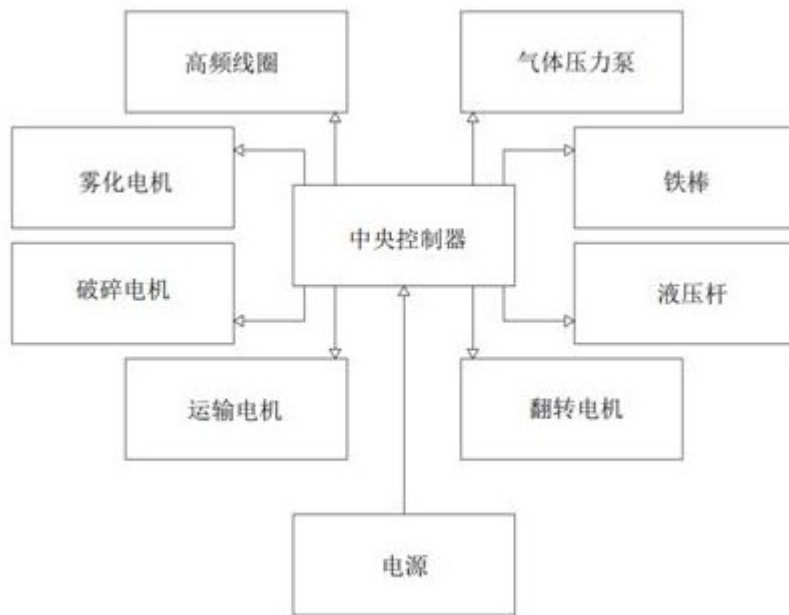 高频线圈
气体压力泵
雾化电机
铁棒
中央控制器
破碎电机
液压杆
运输电机
翻转电机
电源